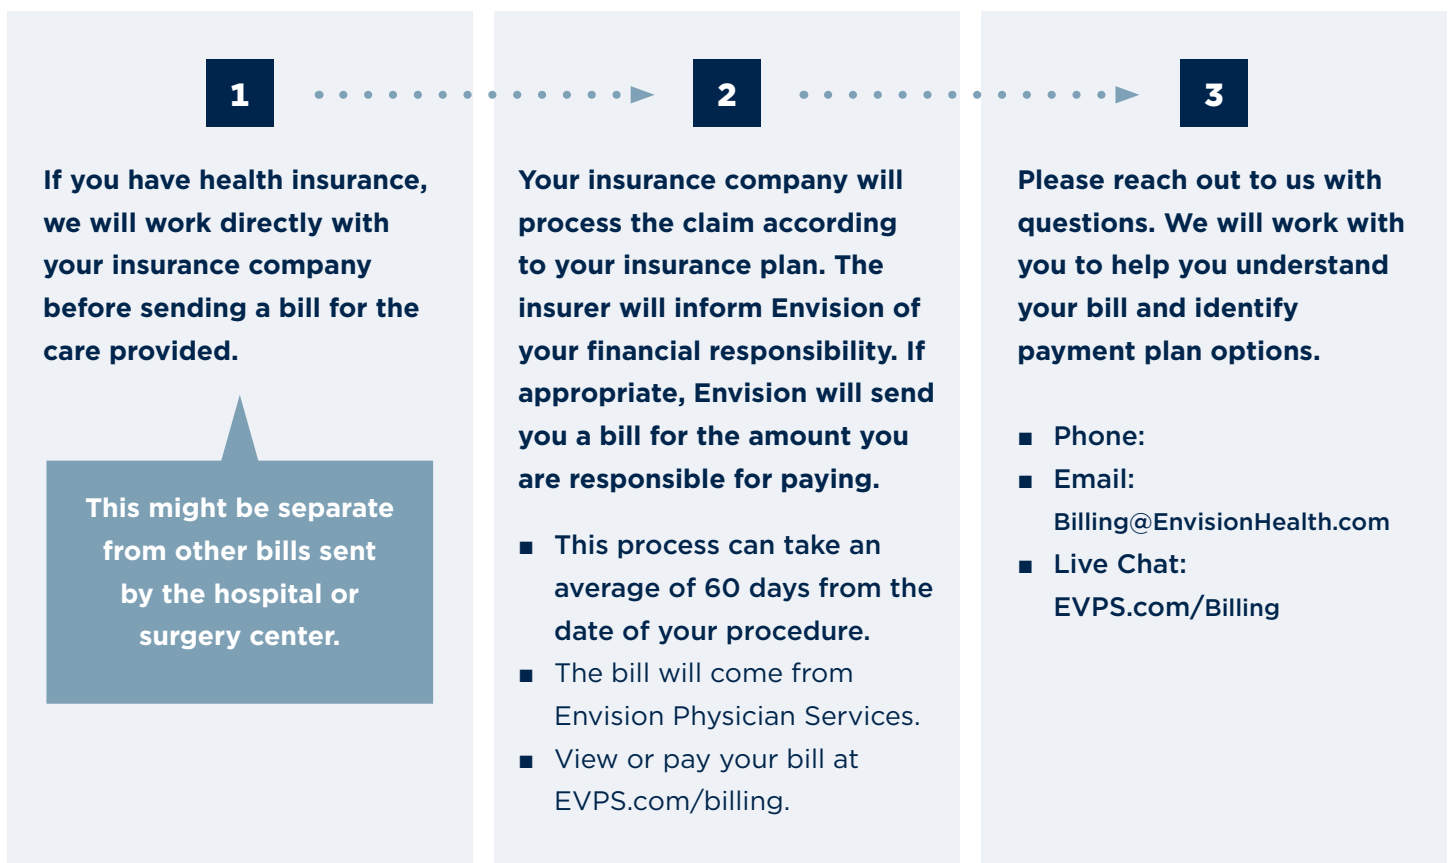 1
If you have health insurance,
we will work directly with
your insurance company
before sending a bill for the
care provided.
This might be separate
from other bills sent
by the hospital or
surgery center.
2
Your insurance company will
process the claim according
to your insurance plan. The
insurer will inform Envision of
your financial responsibility. If
appropriate, Envision will send
you a bill for the amount you
are responsible for paying.
■ This process can take an
average of 60 days from the
date of your procedure.
■ The bill will come from
Envision Physician Services.
■ View or pay your bill at
EVPS.com/billing.
3
Please reach out to us with
questions. We will work with
you to help you understand
your bill and identify
payment plan options.
■ Phone:
■ Email:
Billing@EnvisionHealth.com
■ Live Chat:
EVPS.com/Billing